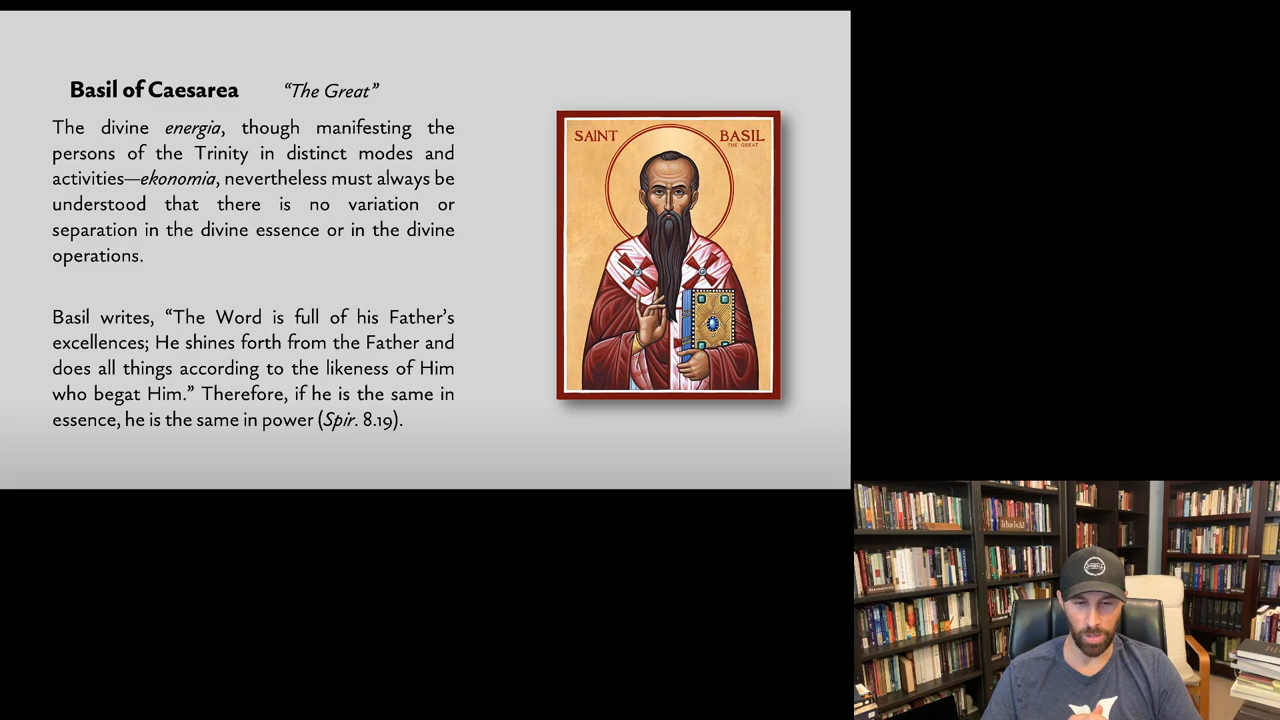 Basil of Caesarea “The Great”
The divine energia, though manifesting the
persons of the Trinity in distinct modes and
activities—ekonomia, nevertheless must always be
understood that there is no variation or
separation in the divine essence or in the divine
operations.
Basil writes, “The Word is full of his Father’s
excellences; He shines forth from the Father and
does all things according to the likeness of Him
who begat Him.” Therefore, if he is the same in
essence, he is the same in power (Spir. 8.19).
SAINT BASIL
THE GREAT